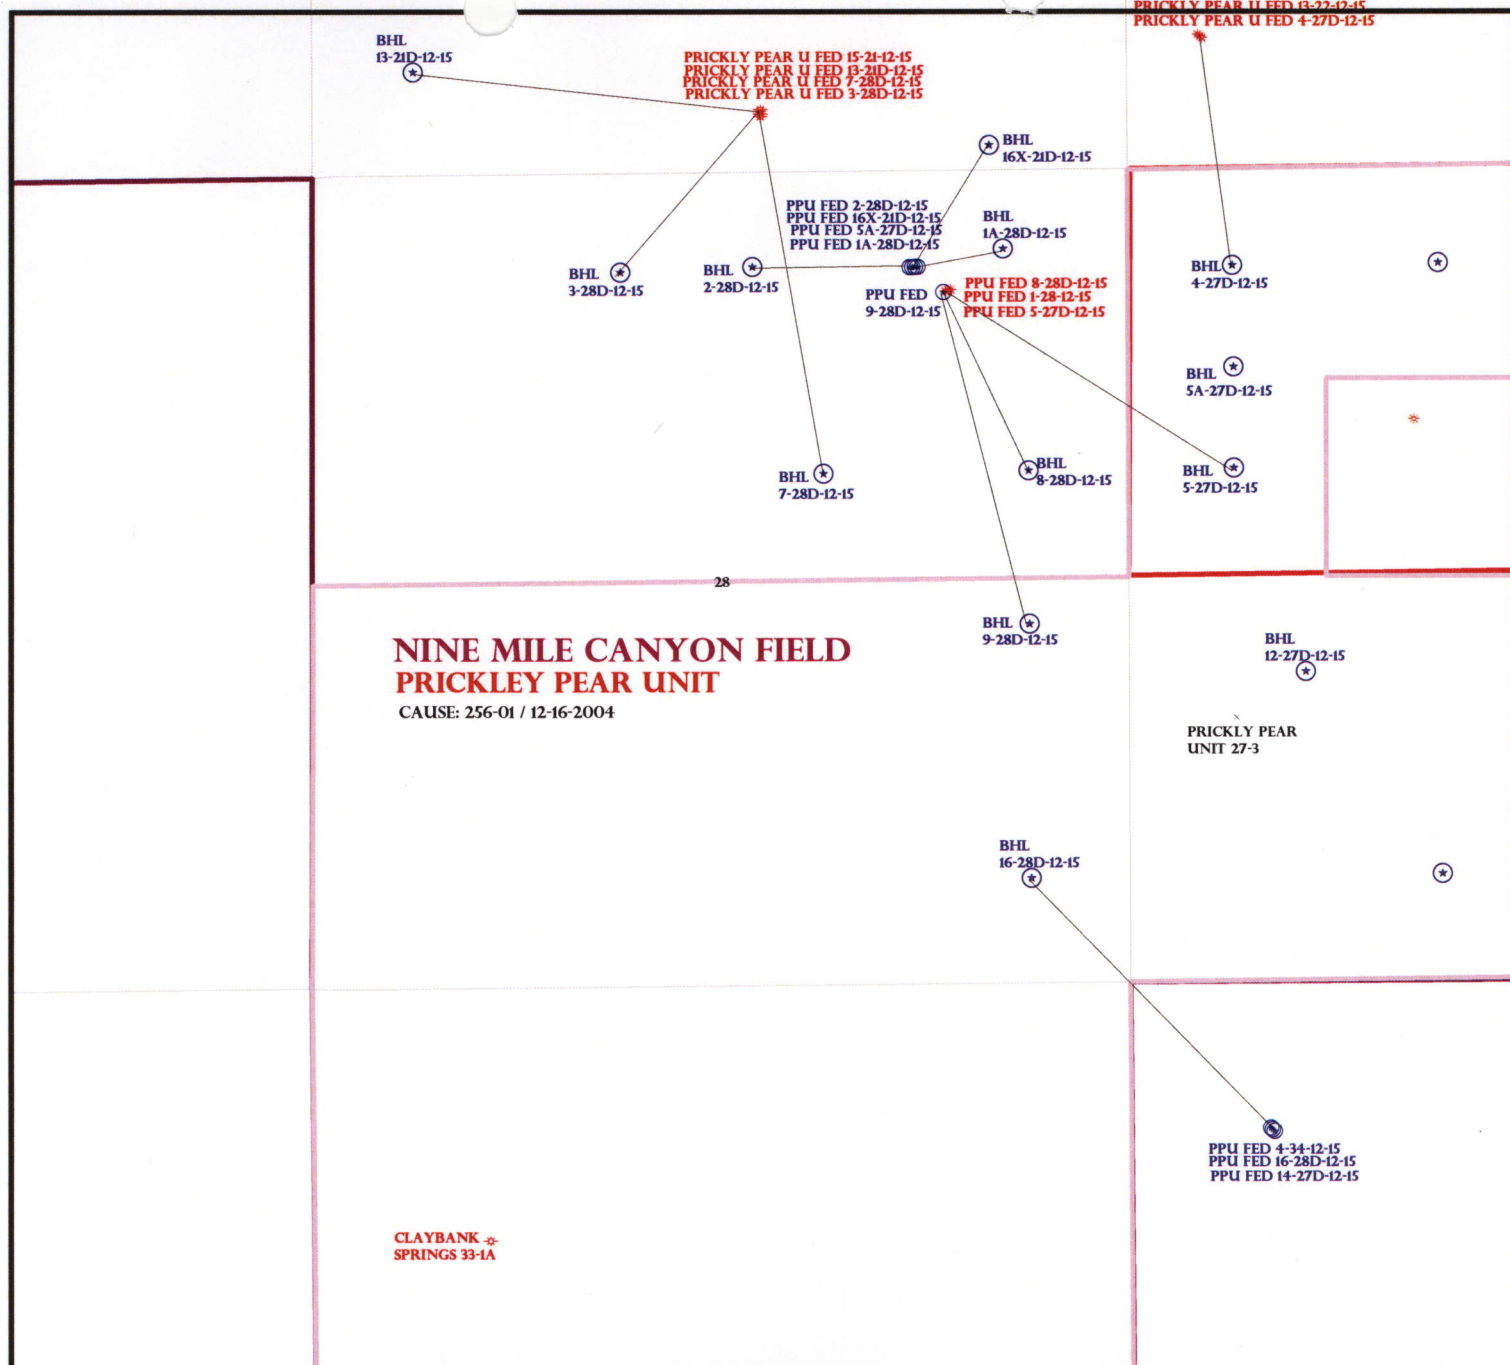 PRICKLY PEAR U FED 13-22-12-15
PRICKLY PEAR U FED 4-27D-12-15
BHL
13-21D-12-15
PRICKLY PEAR U FED 15-21-12-15
PRICKLY PEAR U FED 13-21D-12-15
PRICKLY PEAR U FED 7-28D-12-15
PRICKLY PEAR U FED 3-28D-12-15
BHL
16X-21D-12-15
PPU FED 2-28D-12-15
PPU FED 16X-21D-12-15
PPU FED 5A-27D-12-15
PPU FED 1A-28D-12-15
BHL
1A-28D-12-15
BHL
3-28D-12-15
BHL
2-28D-12-15
BHL
4-27D-12-15
PPU FED
9-28D-12-15
PPU FED 8-28D-12-15
PPU FED 1-28-12-15
PPU FED 5-27D-12-15
BHL
5A-27D-12-15
BHL
7-28D-12-15
BHL
8-28D-12-15
BHL
5-27D-12-15
28
BHL
9-28D-12-15
BHL
12-27D-12-15
NINE MILE CANYON FIELD
PRICKLEY PEAR UNIT
CAUSE: 256-01 / 12-16-2004
PRICKLY PEAR
UNIT 27-3
BHL
16-28D-12-15
PPU FED 4-34-12-15
PPU FED 16-28D-12-15
PPU FED 14-27D-12-15
CLAYBANK
SPRINGS 33-1A